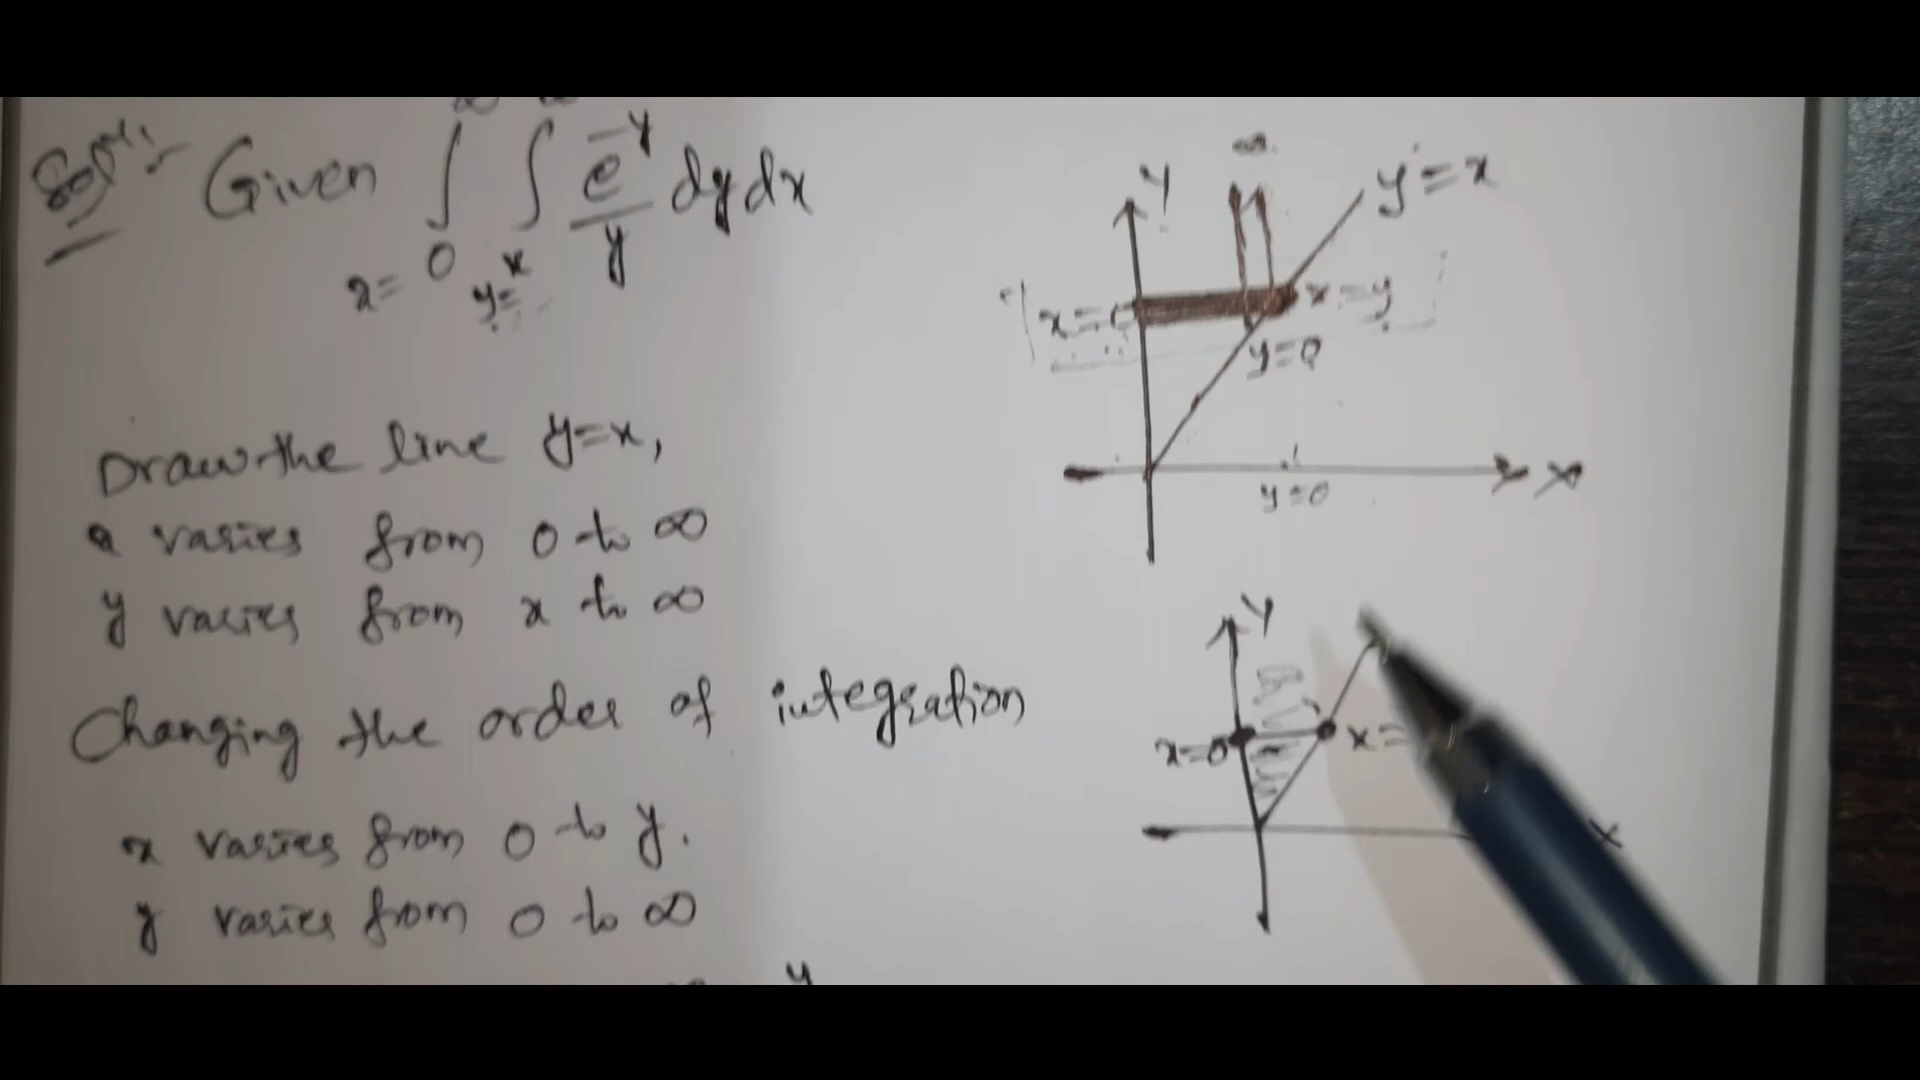 Soln:- Given ∫₀^∞ ∫ₓ^∞ e^-y/y dy dx
x= y=
Draw the line y=x,
x varies from 0 to ∞
y varies from x to ∞
Changing the order of integration
x varies from 0 to y.
y varies from 0 to ∞
y
∞
Y
y=x
x=0
x=y
y=0
X
y=0
Y
x=0
x=
X